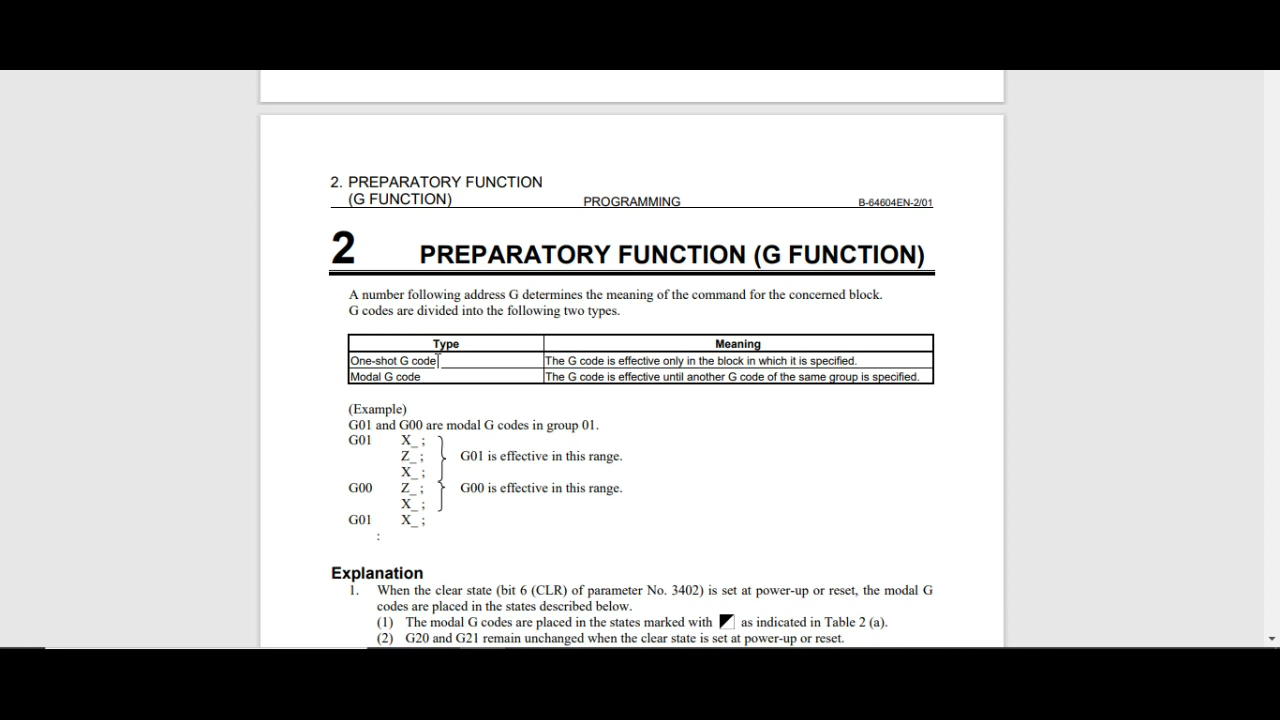 2. PREPARATORY FUNCTION
(G FUNCTION) PROGRAMMING B-64604EN-2/01
2 PREPARATORY FUNCTION (G FUNCTION)
A number following address G determines the meaning of the command for the concerned block.
G codes are divided into the following two types.
Type Meaning
One-shot G code The G code is effective only in the block in which it is specified.
Modal G code The G code is effective until another G code of the same group is specified.
(Example)
G01 and G00 are modal G codes in group 01.
G01 X_ ;
Z_ ; G01 is effective in this range.
X_ ;
G00 Z_ ; G00 is effective in this range.
X_ ;
G01 X_ ;
:
Explanation
1. When the clear state (bit 6 (CLR) of parameter No. 3402) is set at power-up or reset, the modal G
codes are placed in the states described below.
(1) The modal G codes are placed in the states marked with as indicated in Table 2 (a).
(2) G20 and G21 remain unchanged when the clear state is set at power-up or reset.